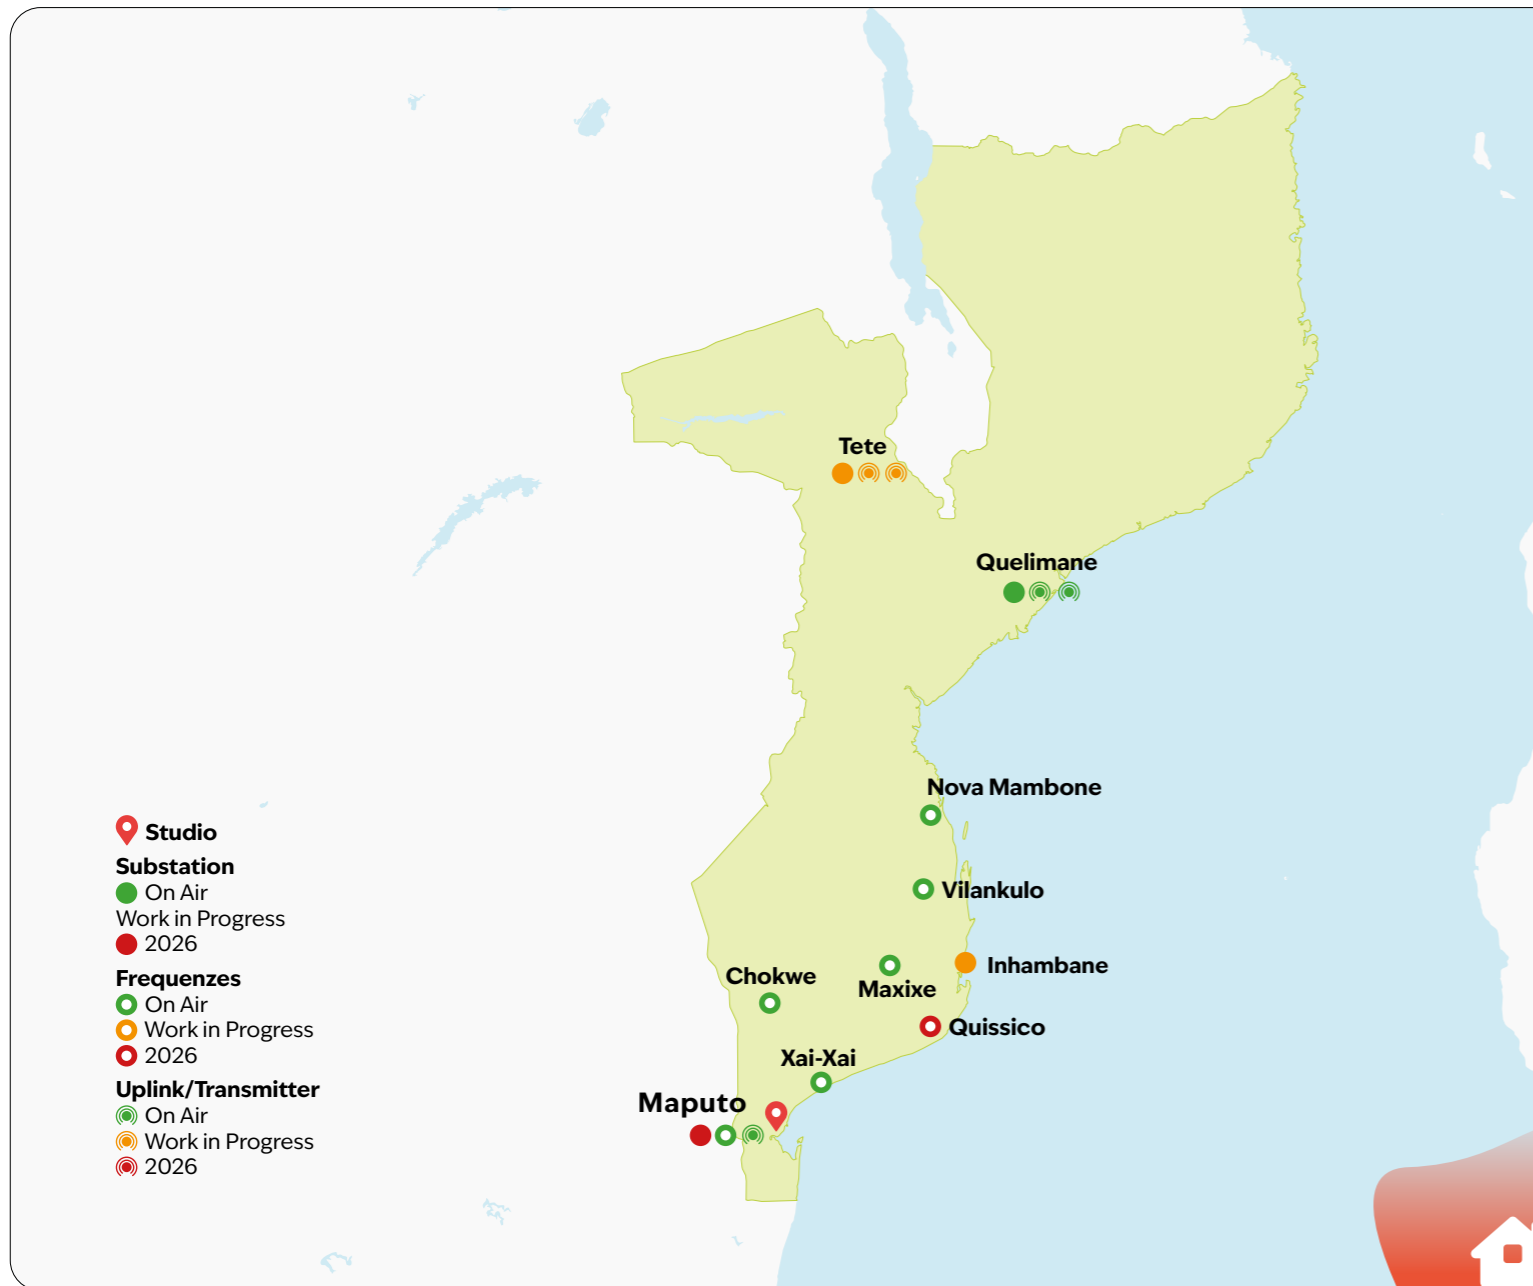 Tete
Quelimane
Nova Mambone
Studio
Substation
Vilankulo
On Air
Work in Progress
2026
Inhambane
Chokwe
Frequenzes
Maxixe
On Air
Work in Progress
Quissico
2026
Xai-Xai
Uplink/Transmitter
Maputo
On Air
Work in Progress
2026